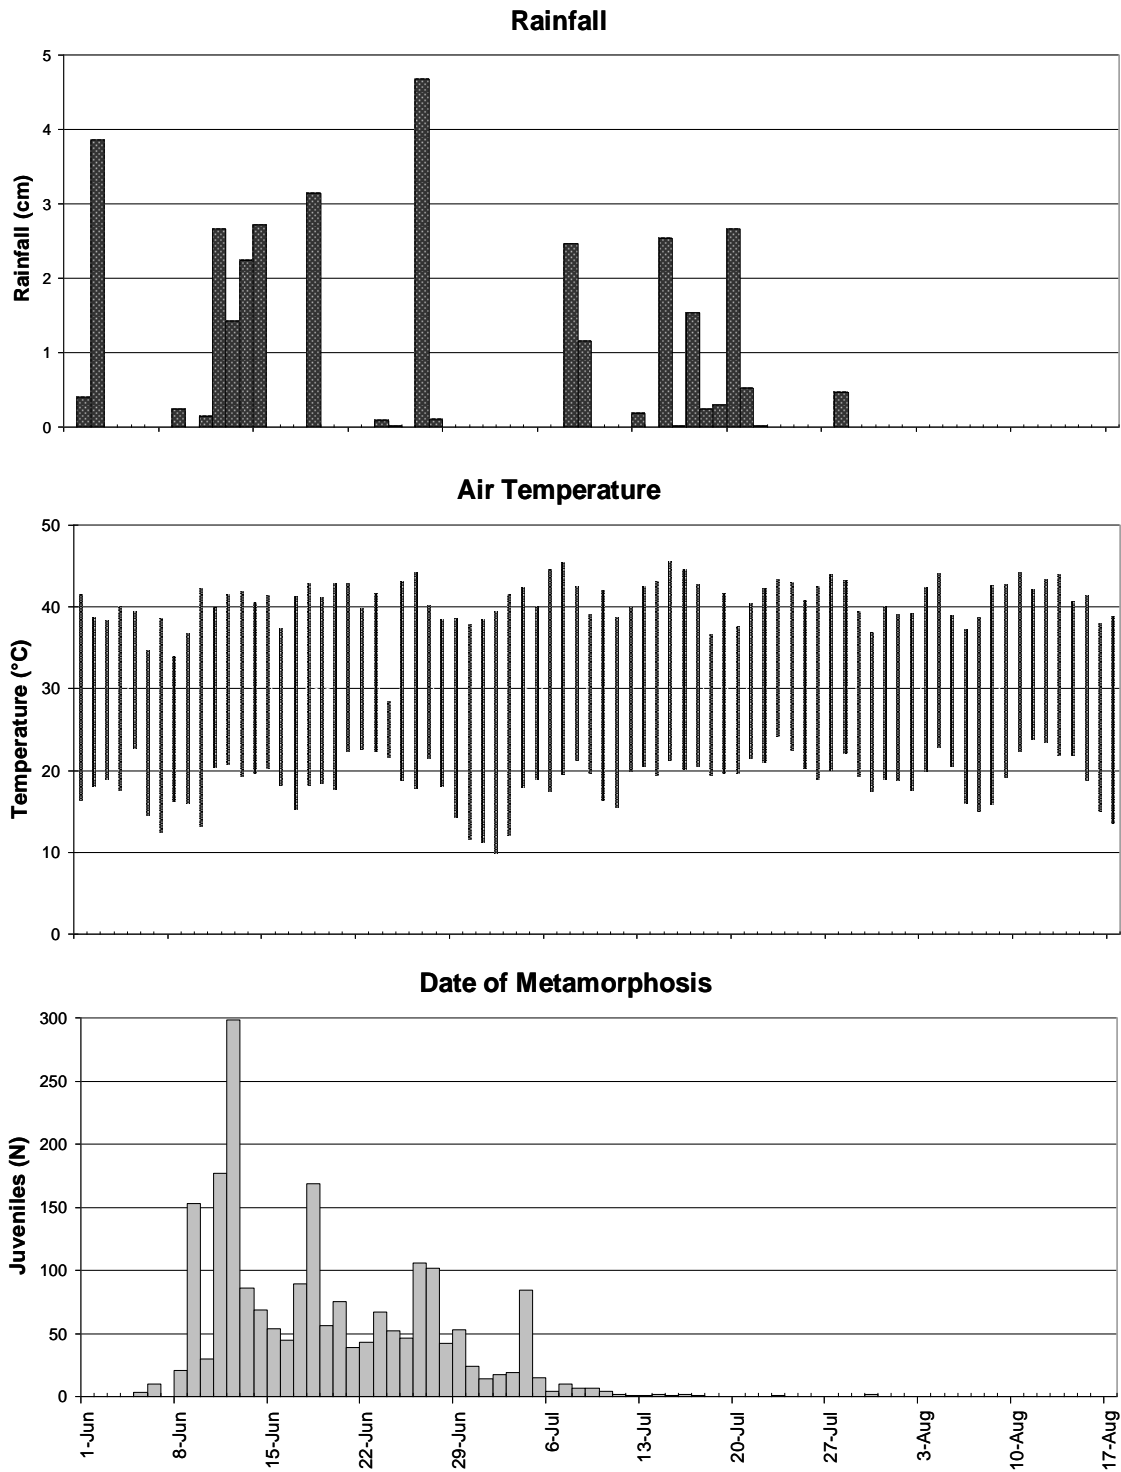 Rainfall
5
4
3
2
1
0
Rainfall (cm)
Air Temperature
50
40
30
20
10
0
Temperature (°C)
Date of Metamorphosis
300
250
200
150
100
50
0
Juveniles (N)
1-Jun
8-Jun
15-Jun
22-Jun
29-Jun
6-Jul
13-Jul
20-Jul
27-Jul
3-Aug
10-Aug
17-Aug